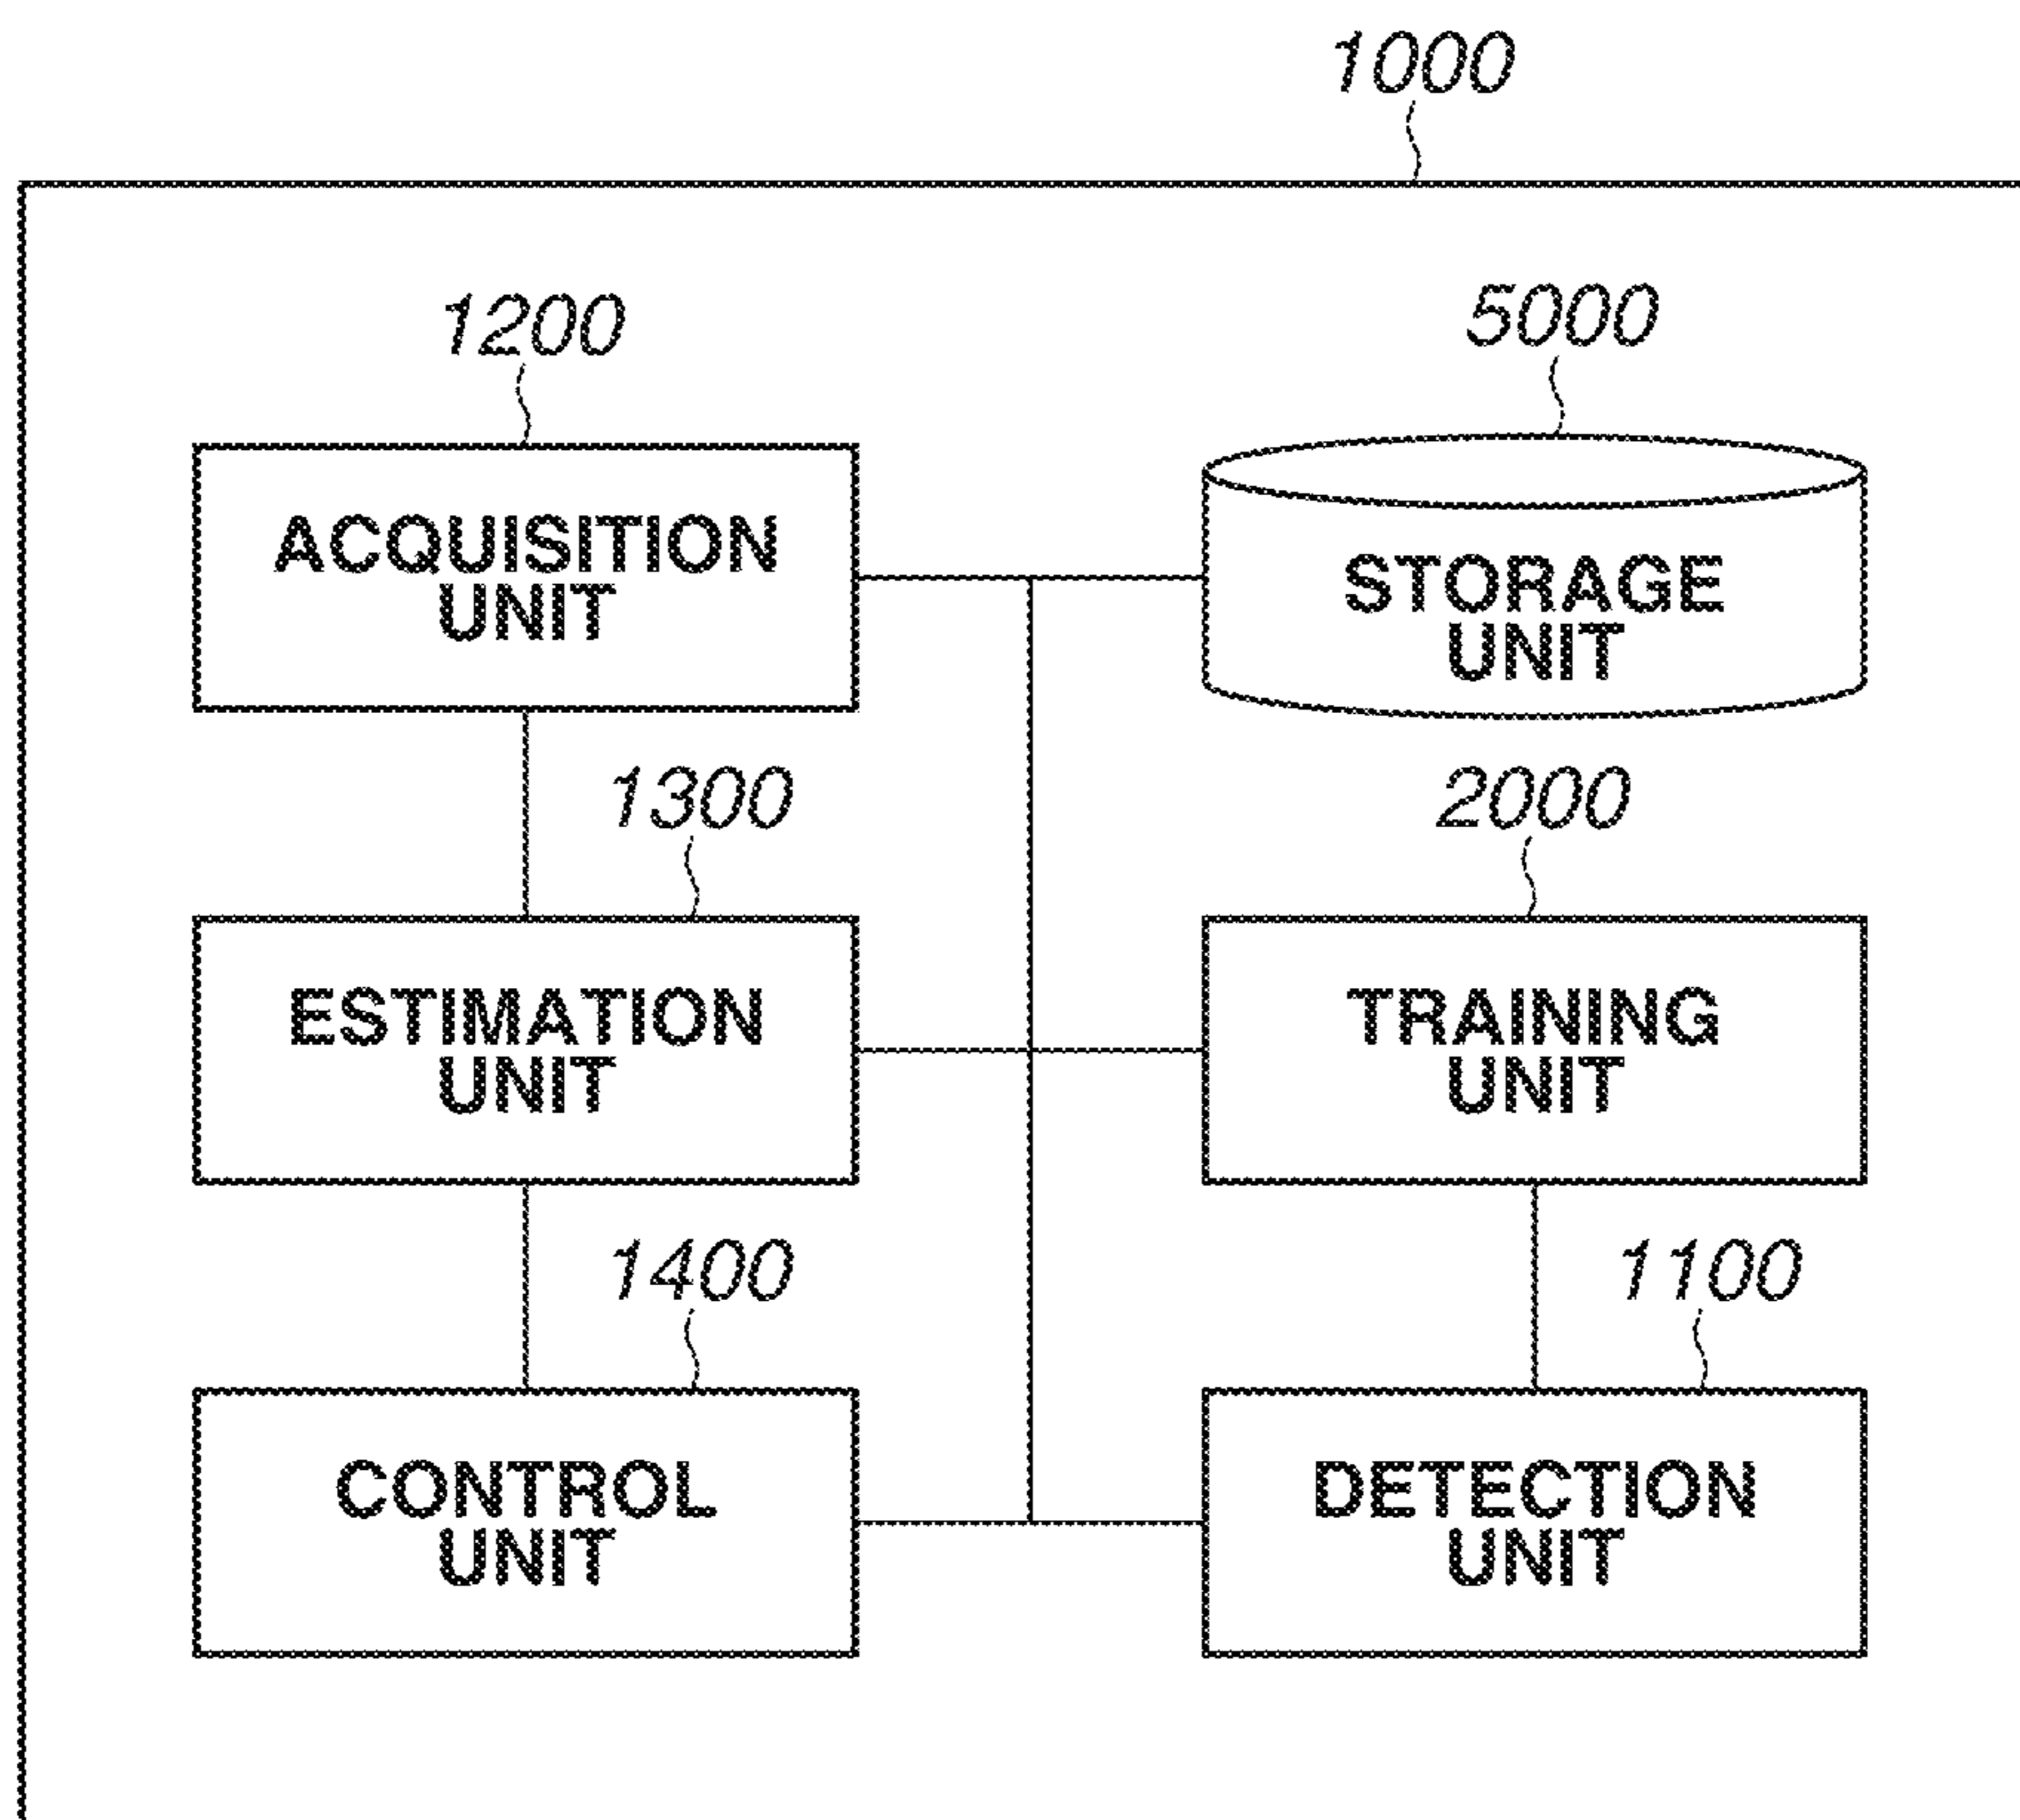 1000
1200
5000
ACQUISITION
UNIT
STORAGE
UNIT
1300
2000
ESTIMATION
UNIT
TRAINING
UNIT
1400
1100
CONTROL
UNIT
DETECTION
UNIT